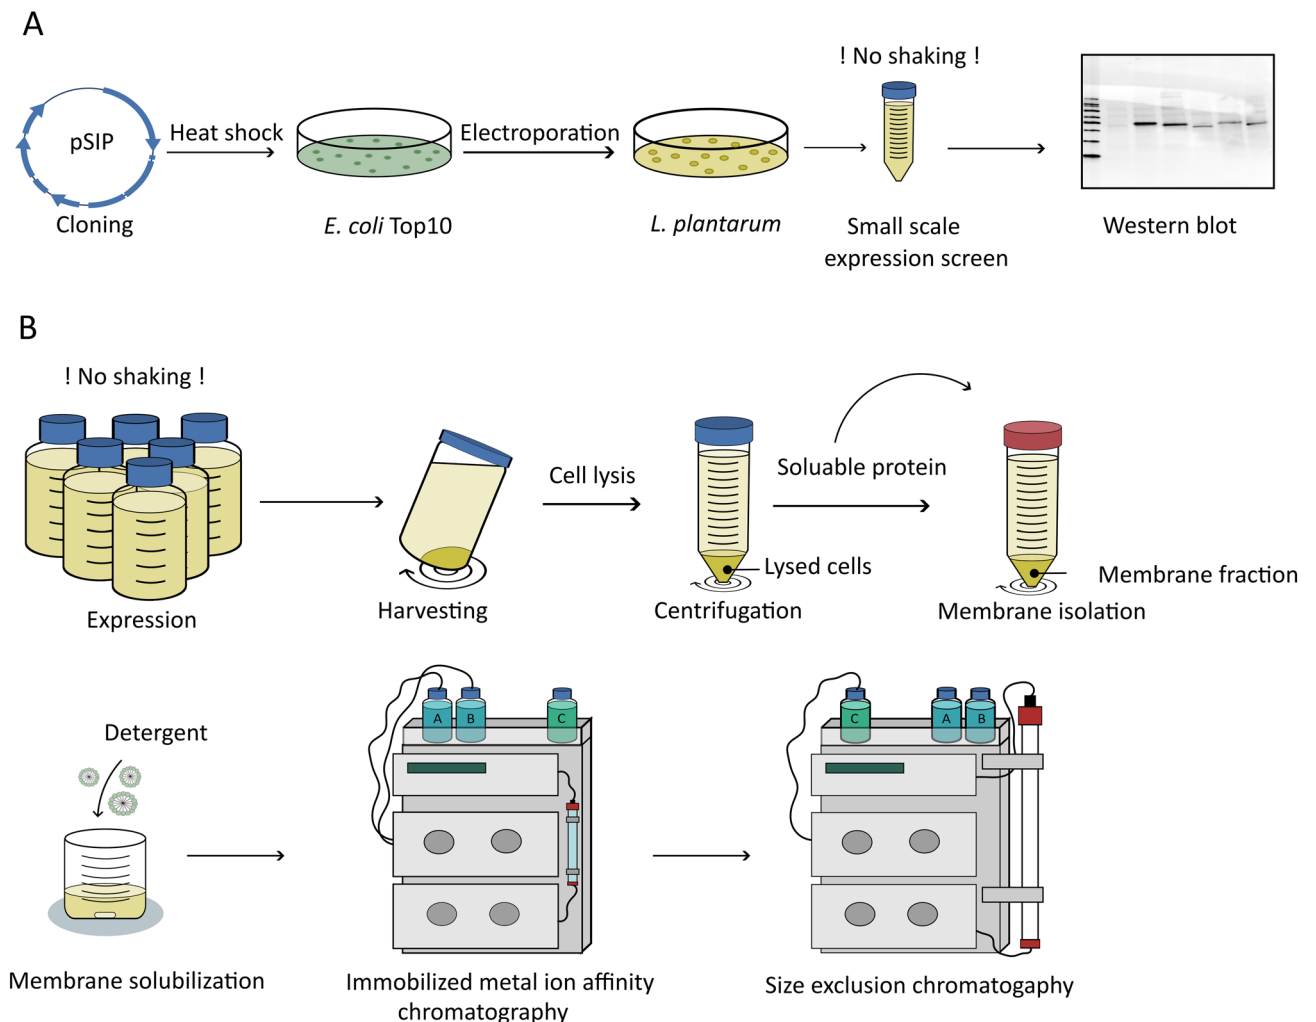 A
! No shaking !
pSIP
Heat shock
Electroporation
Cloning
E. coli Top10
L. plantarum
Small scale
expression screen
Western blot
B
! No shaking !
Expression
Harvesting
Cell lysis
Centrifugation
Lysed cells
Soluable protein
Membrane isolation
Membrane fraction
Detergent
Membrane solubilization
A
B
C
Immobilized metal ion affinity
chromatography
C
A
B
Size exclusion chromatogaphy